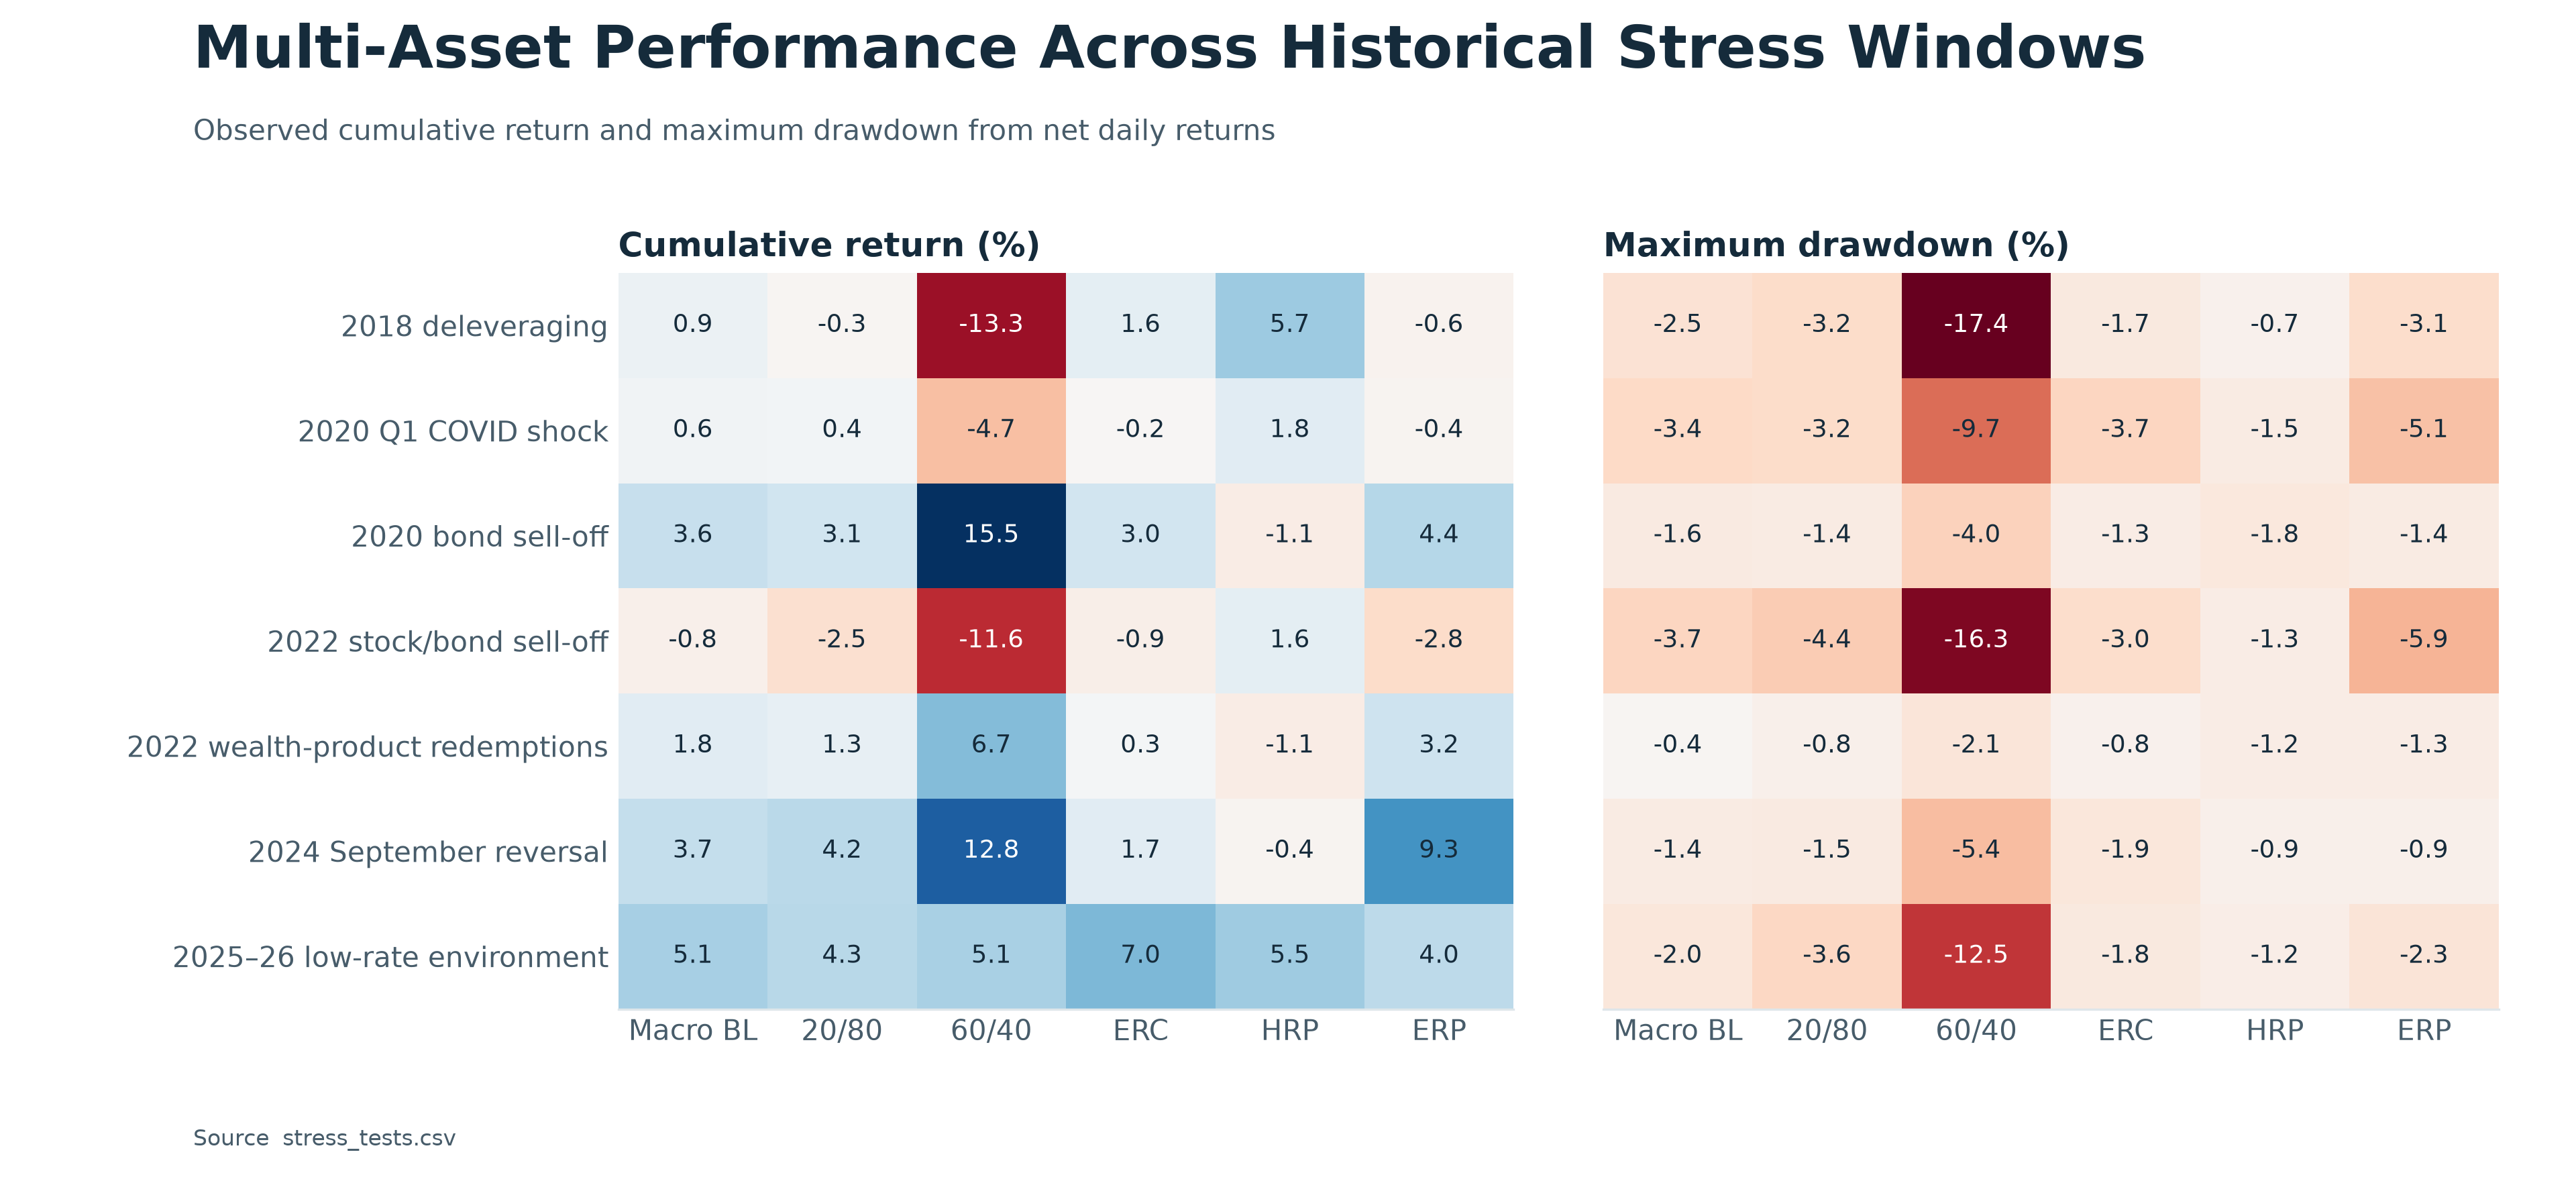 Multi-Asset Performance Across Historical Stress Windows
Observed cumulative return and maximum drawdown from net daily returns
Cumulative return (%)
Maximum drawdown (%)
2018 deleveraging 0.9 -0.3 -13.3 1.6 5.7 -0.6 -2.5 -3.2 -17.4 -1.7 -0.7 -3.1
2020 Q1 COVID shock 0.6 0.4 -4.7 -0.2 1.8 -0.4 -3.4 -3.2 -9.7 -3.7 -1.5 -5.1
2020 bond sell-off 3.6 3.1 15.5 3.0 -1.1 4.4 -1.6 -1.4 -4.0 -1.3 -1.8 -1.4
2022 stock/bond sell-off -0.8 -2.5 -11.6 -0.9 1.6 -2.8 -3.7 -4.4 -16.3 -3.0 -1.3 -5.9
2022 wealth-product redemptions 1.8 1.3 6.7 0.3 -1.1 3.2 -0.4 -0.8 -2.1 -0.8 -1.2 -1.3
2024 September reversal 3.7 4.2 12.8 1.7 -0.4 9.3 -1.4 -1.5 -5.4 -1.9 -0.9 -0.9
2025–26 low-rate environment 5.1 4.3 5.1 7.0 5.5 4.0 -2.0 -3.6 -12.5 -1.8 -1.2 -2.3
Macro BL 20/80 60/40 ERC HRP ERP Macro BL 20/80 60/40 ERC HRP ERP
Source stress_tests.csv